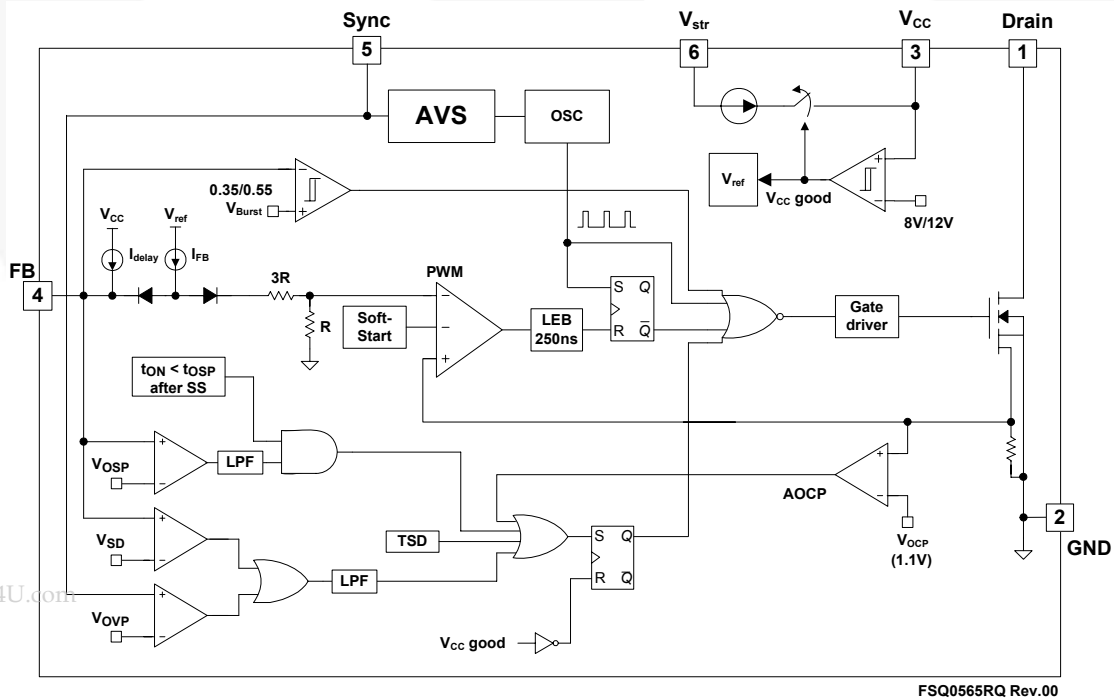 Sync
5
Vstr
6
VCC
3
Drain
1
AVS
OSC
Vref
VCC good
+
−
8V/12V
0.35/0.55
VBurst
−
+
VCC
Idelay
Vref
IFB
FB
4
3R
R
Soft-
Start
PWM
−
−
+
LEB
250ns
S Q
R Q̅
Gate
driver
tON < tOSP
after SS
VOSP
+
−
LPF
VSD
+
−
VOVP
+
−
LPF
TSD
AOCP
+
−
VOCP
(1.1V)
S Q
R Q̅
VCC good
2
GND
4U.com
FSQ0565RQ Rev.00